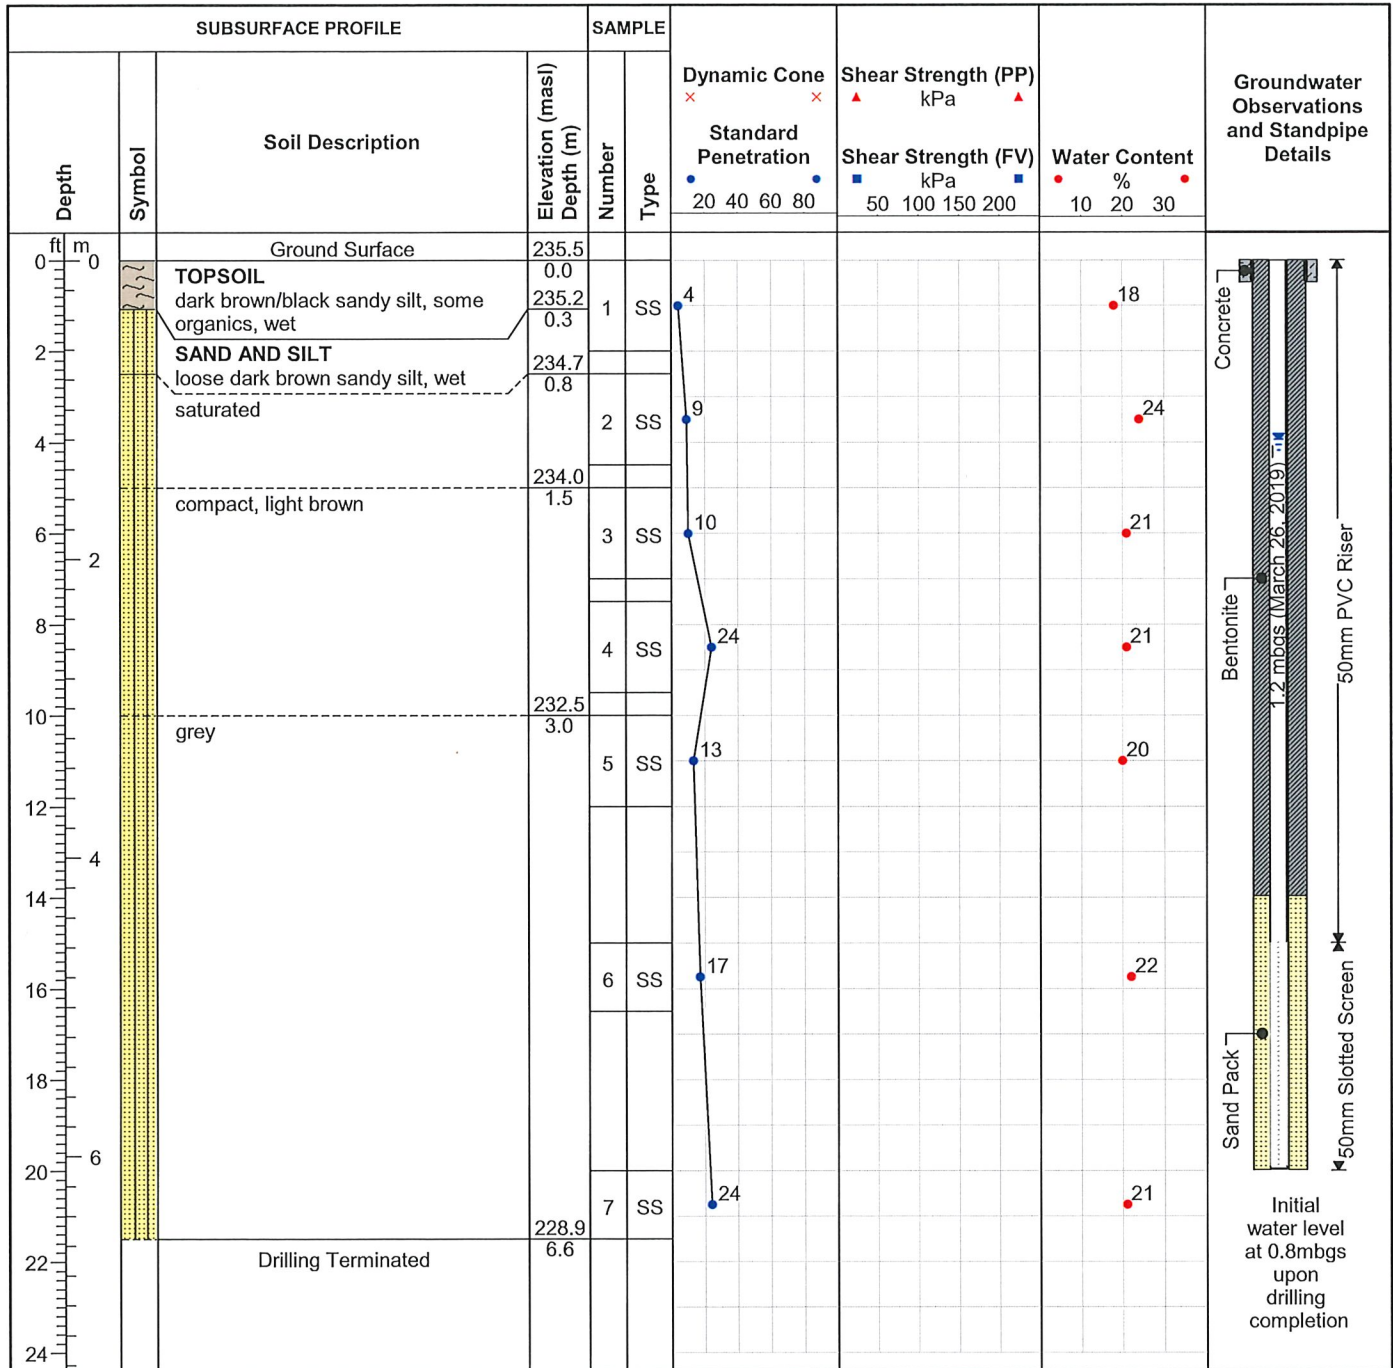 SUBSURFACE PROFILE
SAMPLE
Depth
Symbol
Soil Description
Elevation (masl)
Depth (m)
Number
Type
Dynamic Cone
Standard
Penetration
20 40 60 80
Shear Strength (PP)
kPa
Shear Strength (FV)
kPa
50 100 150 200
Water Content
%
10 20 30
Groundwater
Observations
and Standpipe
Details
ft m
0
2
4
6
8
10
12
14
16
18
20
22
24
0
2
4
6
Ground Surface
TOPSOIL
dark brown/black sandy silt, some
organics, wet
SAND AND SILT
loose dark brown sandy silt, wet
saturated
compact, light brown
grey
Drilling Terminated
235.5
0.0
235.2
0.3
234.7
0.8
234.0
1.5
232.5
3.0
228.9
6.6
1 SS
2 SS
3 SS
4 SS
5 SS
6 SS
7 SS
4
9
10
24
13
17
24
18
24
21
21
20
22
21
Concrete
Bentonite
Sand Pack
1.2 mbgs (March 26, 2019)
50mm PVC Riser
50mm Slotted Screen
Initial
water level
at 0.8mbgs
upon
drilling
completion